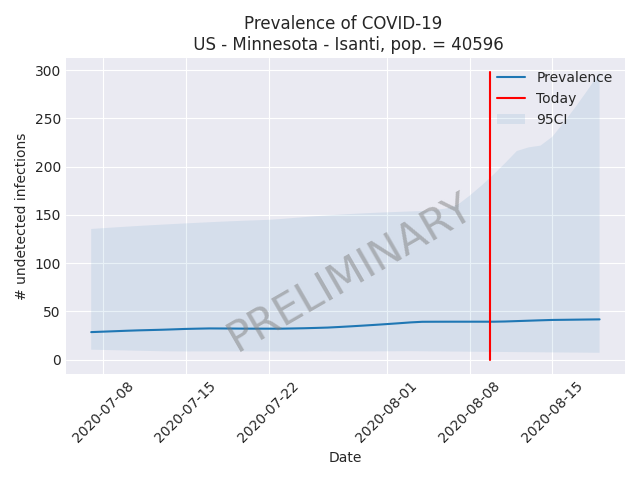 Prevalence of COVID-19
US - Minnesota - Isanti, pop. = 40596
300
250
200
150
100
50
0
# undetected infections
Prevalence
Today
95CI
PRELIMINARY
2020-07-08
2020-07-15
2020-07-22
2020-08-01
2020-08-08
2020-08-15
Date